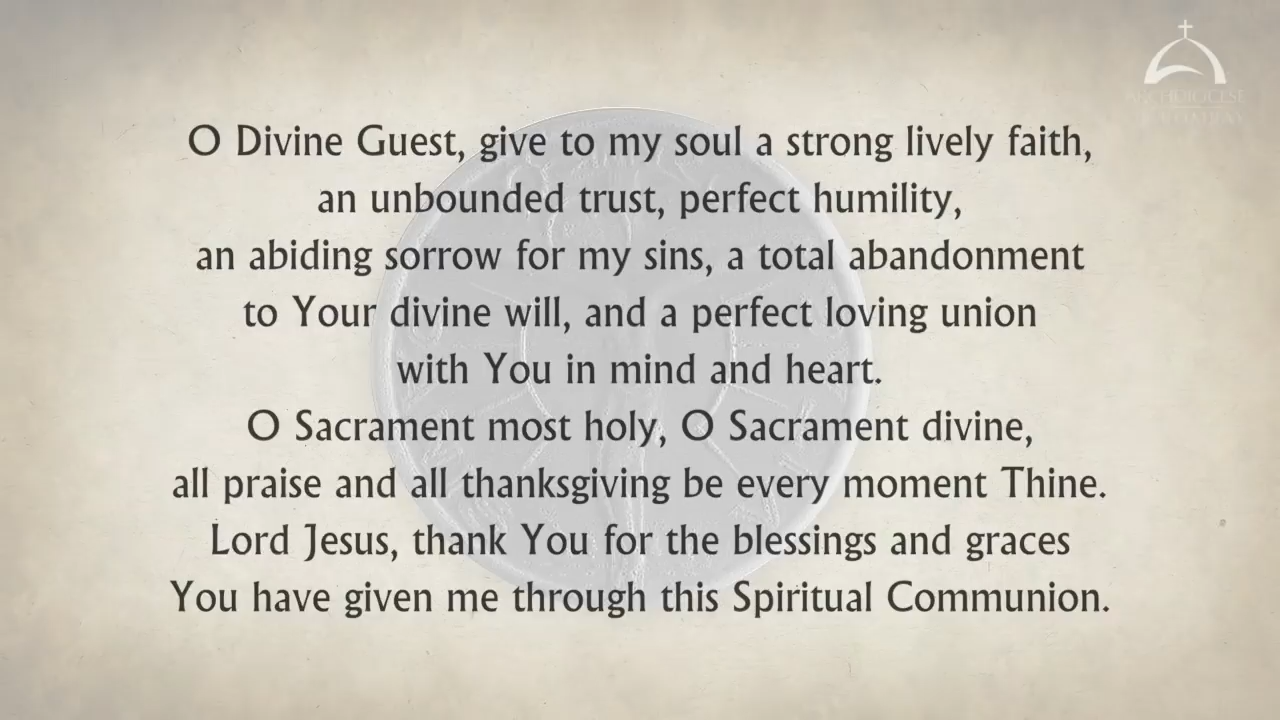 ARCHDIOCESE
O Divine Guest, give to my soul a strong lively faith,
an unbounded trust, perfect humility,
an abiding sorrow for my sins, a total abandonment
to Your divine will, and a perfect loving union
with You in mind and heart.
O Sacrament most holy, O Sacrament divine,
all praise and all thanksgiving be every moment Thine.
Lord Jesus, thank You for the blessings and graces
You have given me through this Spiritual Communion.